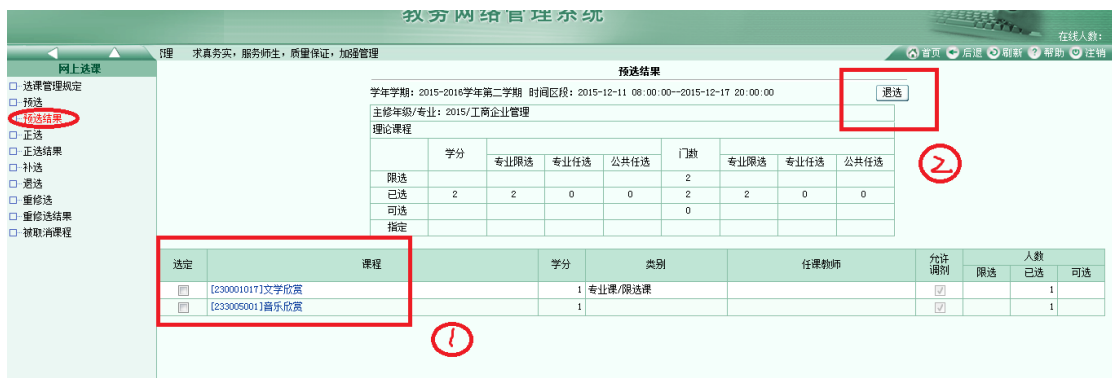 教务网络管理系统
在线人数:
管理 求真务实，服务师生，质量保证，加强管理
首页 后退 刷新 帮助 注销
网上选课
选课管理规定
预选
预选结果
正选
正选结果
补选
退选
重修选
重修选结果
被取消课程
预选结果
学年学期：2015-2016学年第二学期 时间区段：2015-12-11 08:00:00--2015-12-17 20:00:00 退选
主修年级/专业：2015/工商企业管理
理论课程
学分 专业限选 专业任选 公共任选 门数 专业限选 专业任选 公共任选
限选 2
已选 2 2 0 0 2 2 0 0
可选 0
指定
选定 课程 学分 类别 任课教师 允许调剂 人数
限选 已选 可选
[230001017]文学欣赏 1 专业课/限选课 1
[233005001]音乐欣赏 1 1
1
2